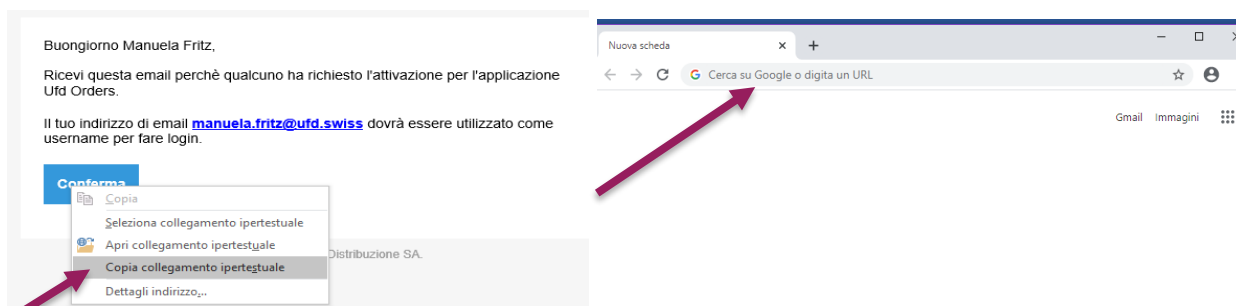 Buongiorno Manuela Fritz,
Ricevi questa email perchè qualcuno ha richiesto l'attivazione per l'applicazione
Ufd Orders.
Il tuo indirizzo di email manuela.fritz@ufd.swiss dovrà essere utilizzato come
username per fare login.
Conferma
Copia
Seleziona collegamento ipertestuale
Apri collegamento ipertestuale
Distribuzione SA.
Copia collegamento ipertestuale
Dettagli indirizzo...
Nuova scheda
Cerca su Google o digita un URL
Gmail Immagini